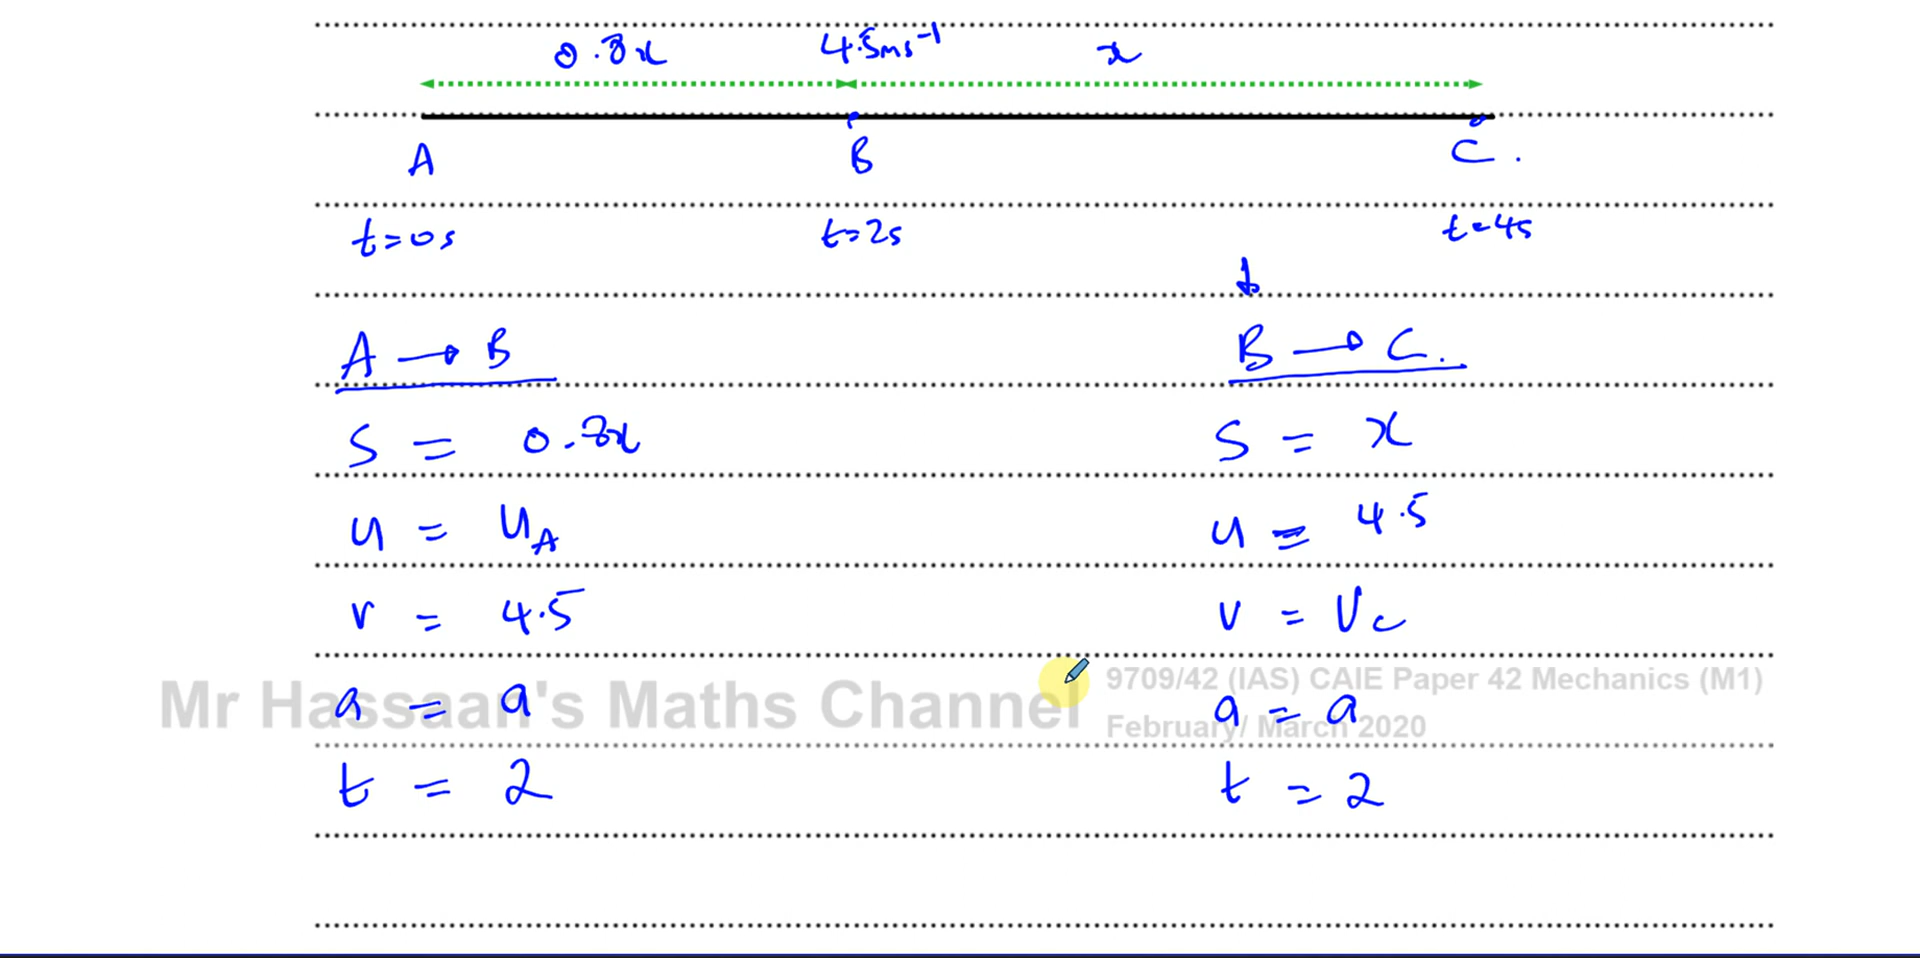 0.8x 4.5ms⁻¹ x
A B C.
t=0s t=2s t=4s
A → B B → C.
S = 0.8x S = x
u = u_A u = 4.5
v = 4.5 v = V_c
Mr Hassaan's Maths Channel 9709/42 (IAS) CAIE Paper 42 Mechanics (M1)
February/ March 2020
a = a a = a
t = 2 t = 2